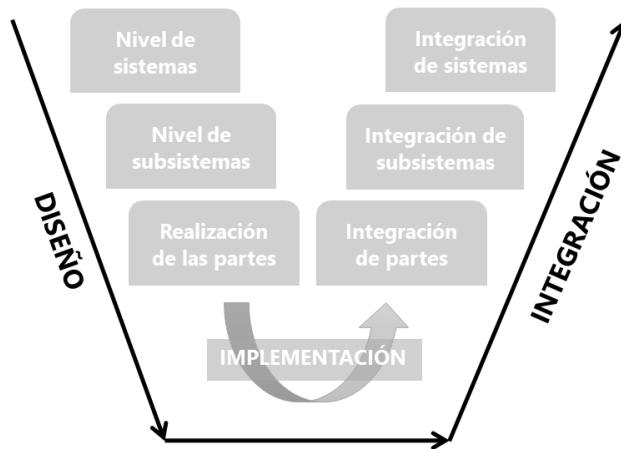 Nivel de
sistemas
Integración
de sistemas
Nivel de
subsistemas
Integración de
subsistemas
DISEÑO
Realización
de las partes
Integración
de partes
INTEGRACIÓN
IMPLEMENTACIÓN